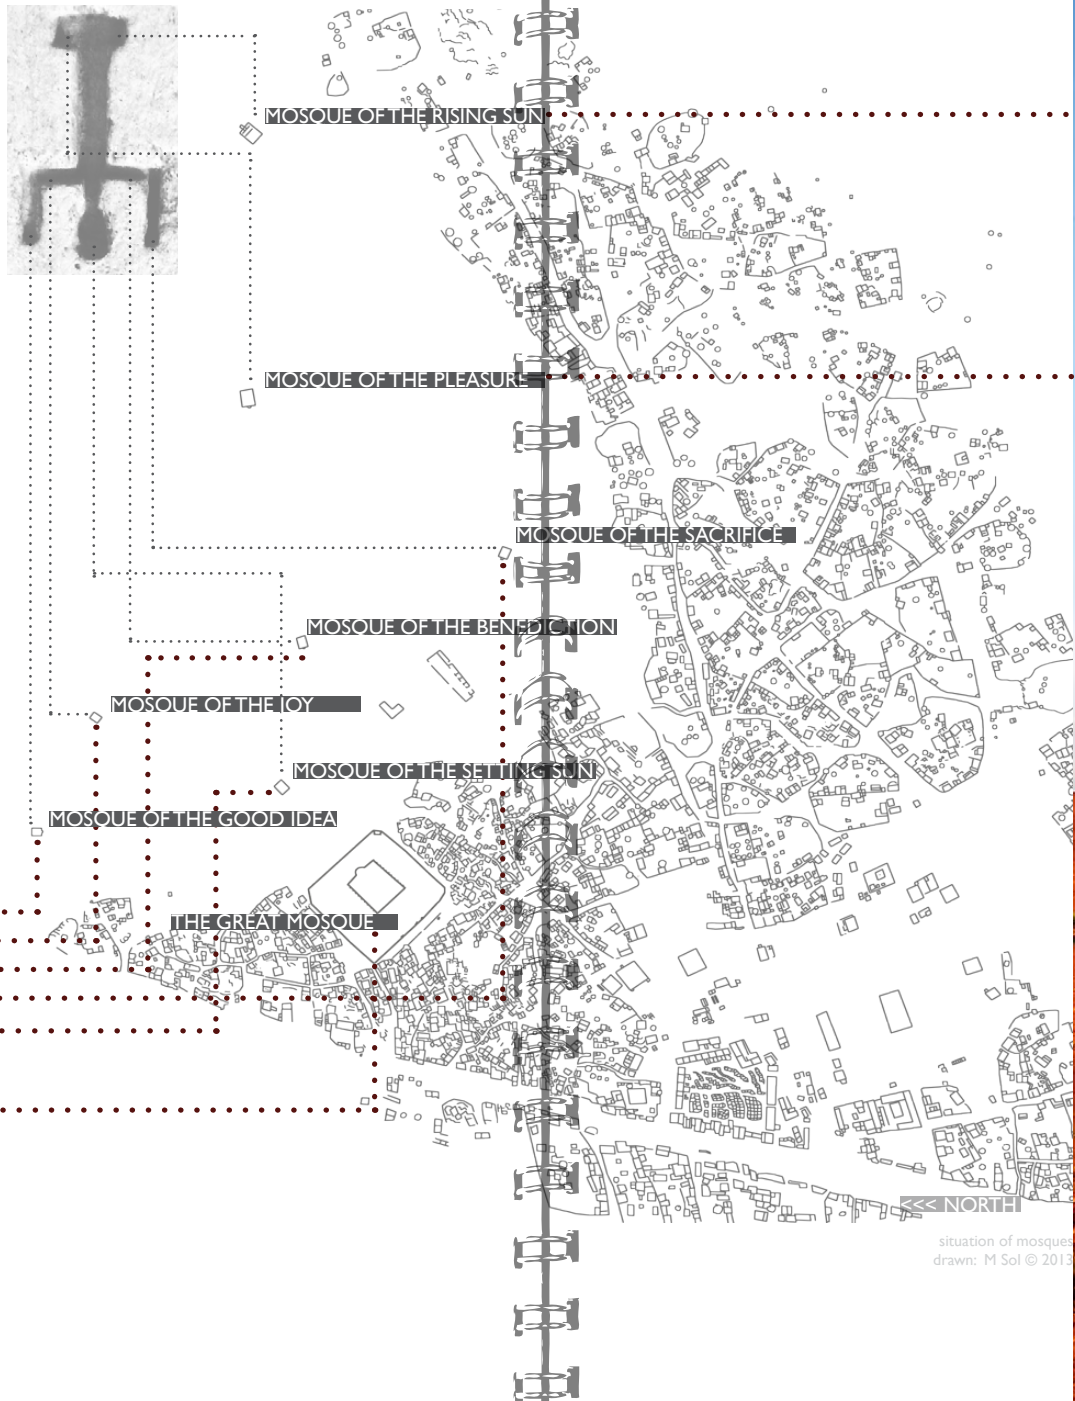 MOSQUE OF THE RISING SUN
MOSQUE OF THE PLEASURE
MOSQUE OF THE SACRIFICE
MOSQUE OF THE BENEDICTION
MOSQUE OF THE JOY
MOSQUE OF THE SETTING SUN
MOSQUE OF THE GOOD IDEA
THE GREAT MOSQUE
<<< NORTH
situation of mosques
drawn: M Sol © 2013